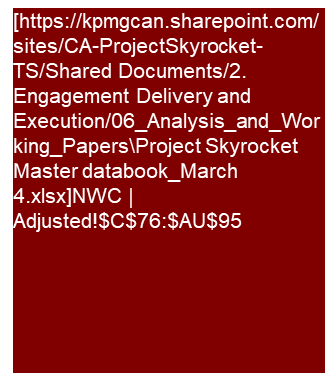 [https://kpmgcan.sharepoint.com/
sites/CA-ProjectSkyrocket-
TS/Shared Documents/2.
Engagement Delivery and
Execution/06_Analysis_and_Wor
king_Papers\Project Skyrocket
Master databook_March
4.xlsx]NWC |
Adjusted!$C$76:$AU$95